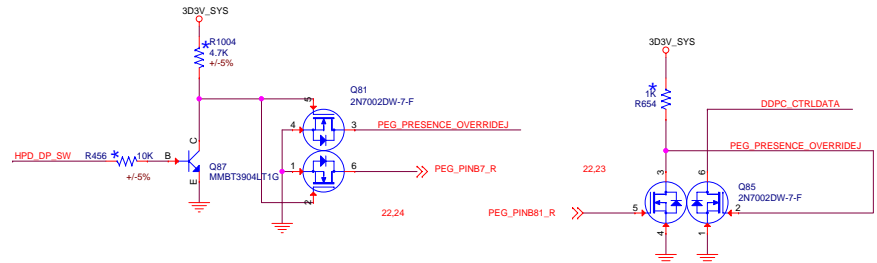 3D3V_SYS
* R1004
4.7K
+/-5%
Q81
2N7002DW-7-F
5
4
3
PEG_PRESENCE_OVERRIDEJ
HPD_DP_SW
R456 * 10K
+/-5%
B
C
E
Q87
MMBT3904LT1G
1
6
PEG_PINB7_R
2
22,24
3D3V_SYS
*
1K
R654
DDPC_CTRLDATA
PEG_PRESENCE_OVERRIDEJ
22,23
3
6
Q85
2N7002DW-7-F
PEG_PINB81_R
5
2
4
1